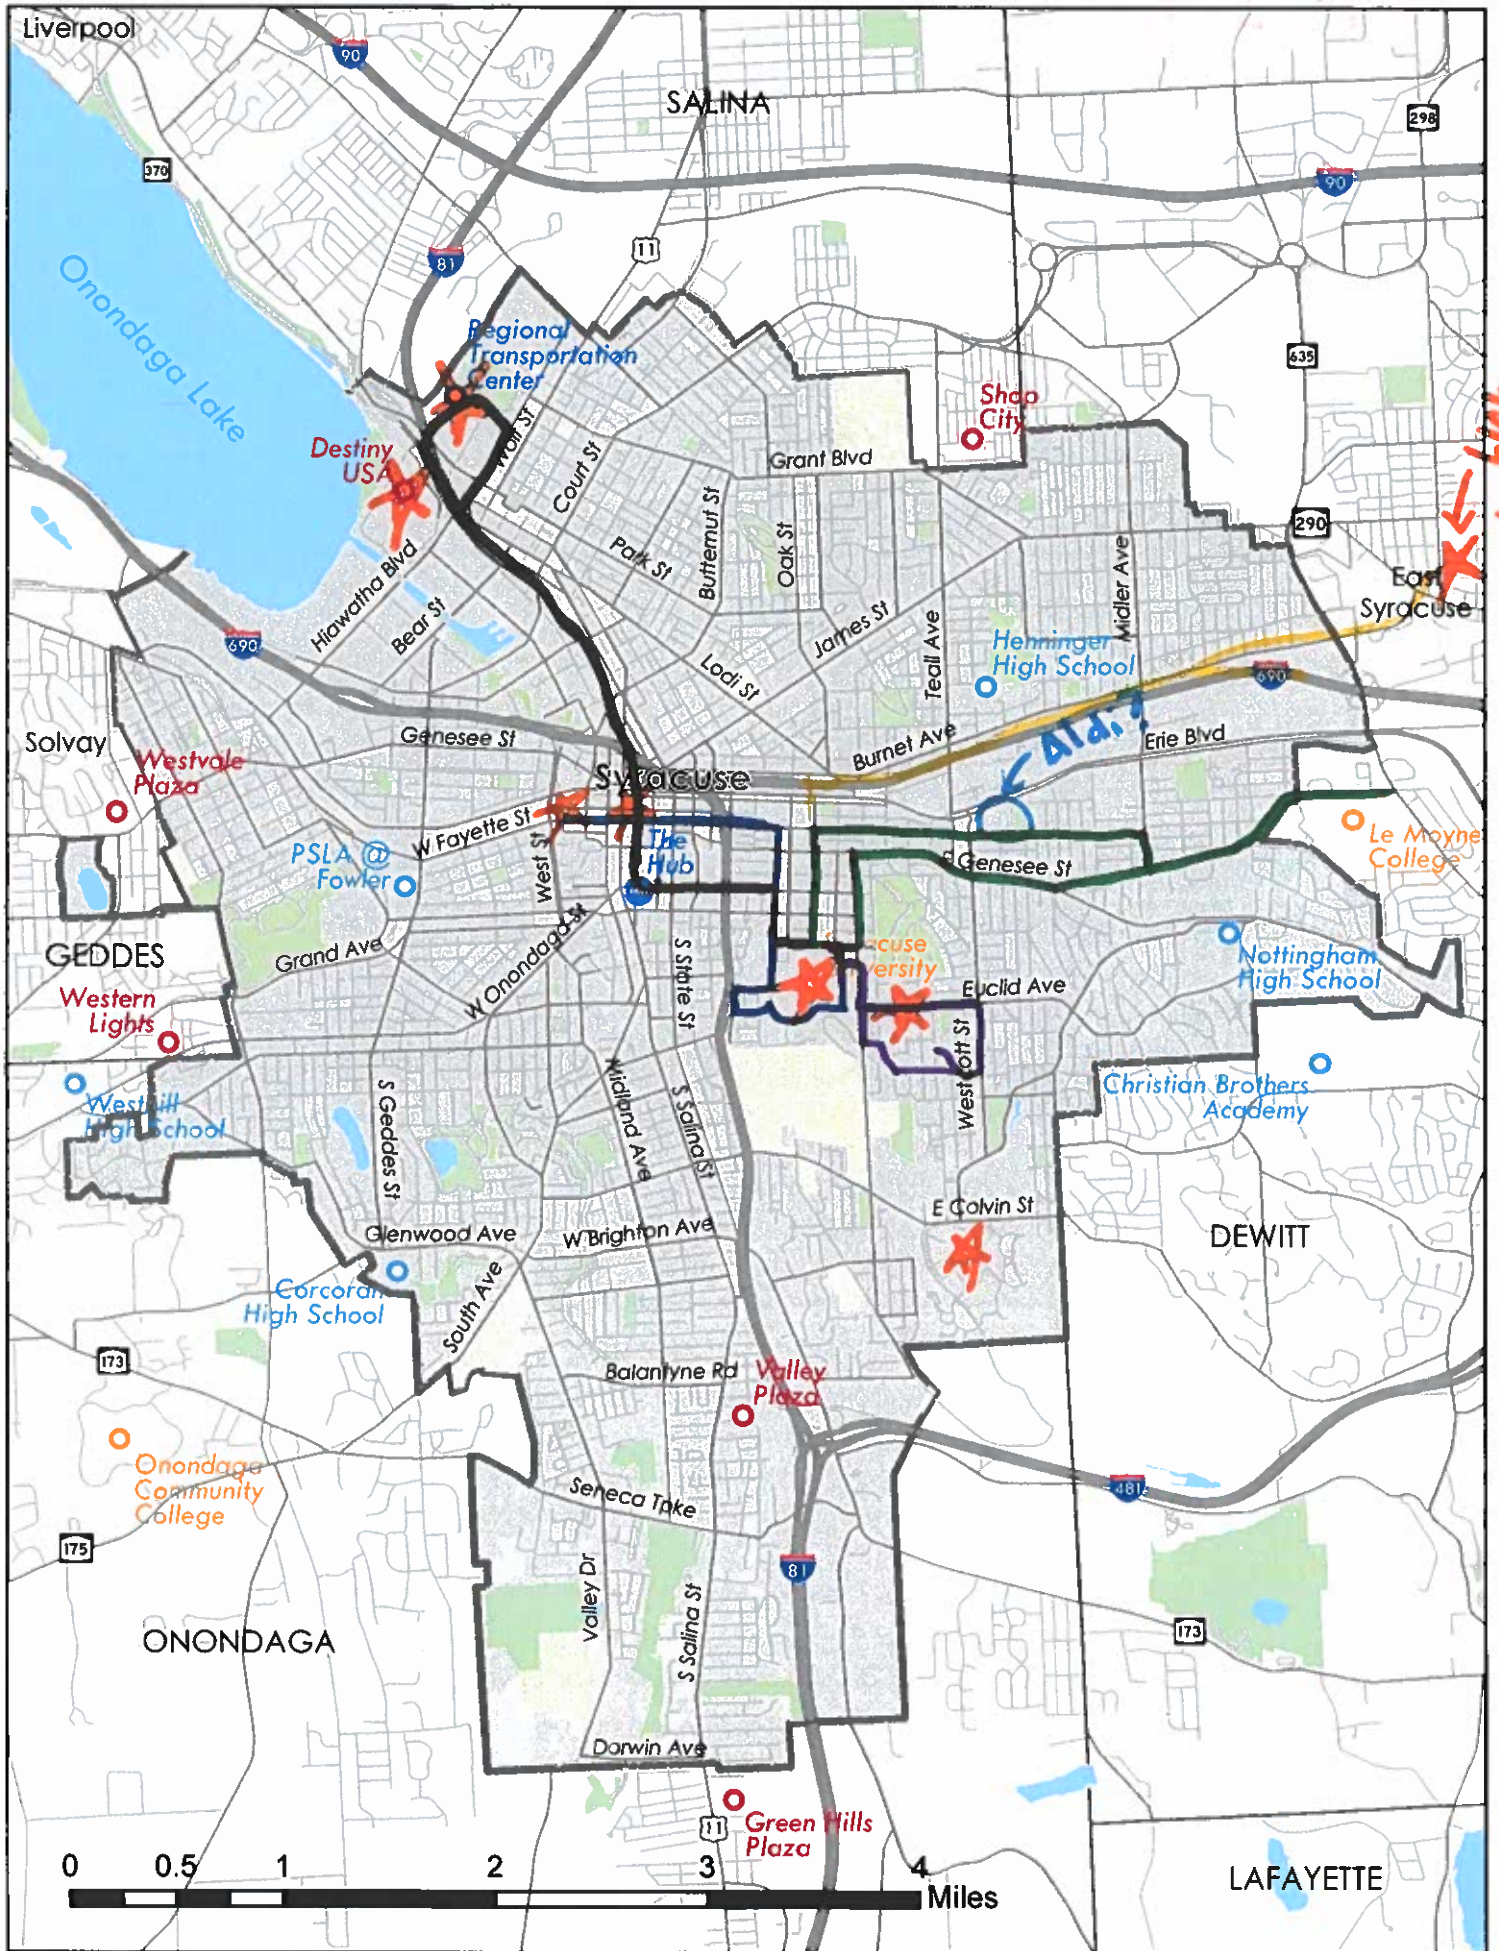 Liverpool
90
SALINA
298
370
90
81
11
Onondaga Lake
Regional
Transportation
Center
635
Shop
City
Wolf St
Destiny
USA
Court St
Grant Blvd
290
Butternut St
Oak St
Park St
Midler Ave
East
Syracuse
Hiawatha Blvd
Bear St
James St
Teall Ave
Henninger
High School
690
Lodi St
690
Aldi?
Solvay
Genesee St
Burnet Ave
Erie Blvd
Westvale
Plaza
Syracuse
W Fayette St
The
Hub
Le Moyne
College
PSLA @
Fowler
West St
E Genesee St
GEDDES
Grand Ave
W Onondaga St
S State St
Nottingham
High School
Euclid Ave
Western
Lights
Westcott St
Westhill
High School
S Geddes St
Midland Ave
S Salina St
Christian Brothers
Academy
E Colvin St
Glenwood Ave
W Brighton Ave
DEWITT
Corcoran
High School
South Ave
173
Balantyne Rd
Valley
Plaza
Onondaga
Community
College
Seneca Tpke
481
175
81
Valley Dr
S Salina St
173
ONONDAGA
Dorwin Ave
11
Green Hills
Plaza
LAFAYETTE
0 0.5 1 2 3 4
Miles